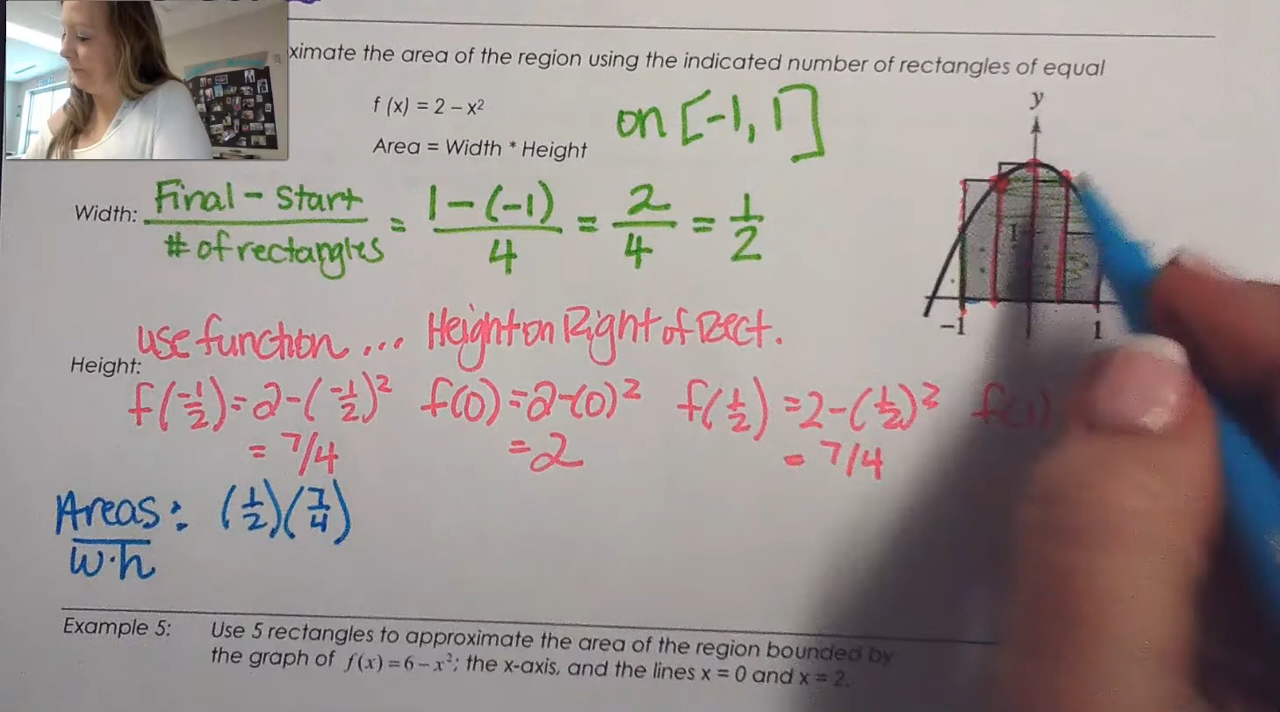 ximate the area of the region using the indicated number of rectangles of equal
f (x) = 2 – x²
on [-1, 1]
Area = Width * Height
Width: Final - Start / # of rectangles = 1-(-1) / 4 = 2/4 = 1/2
y
1
-1 1
use function... Height on Right of Rect.
Height:
f(-1/2) = 2-(-1/2)² f(0) = 2-(0)² f(1/2) = 2-(1/2)² f(1)
= 7/4 = 2 = 7/4
Areas: (1/2)(7/4)
w·h
Example 5: Use 5 rectangles to approximate the area of the region bounded by
the graph of f(x) = 6 – x²; the x-axis, and the lines x = 0 and x = 2.